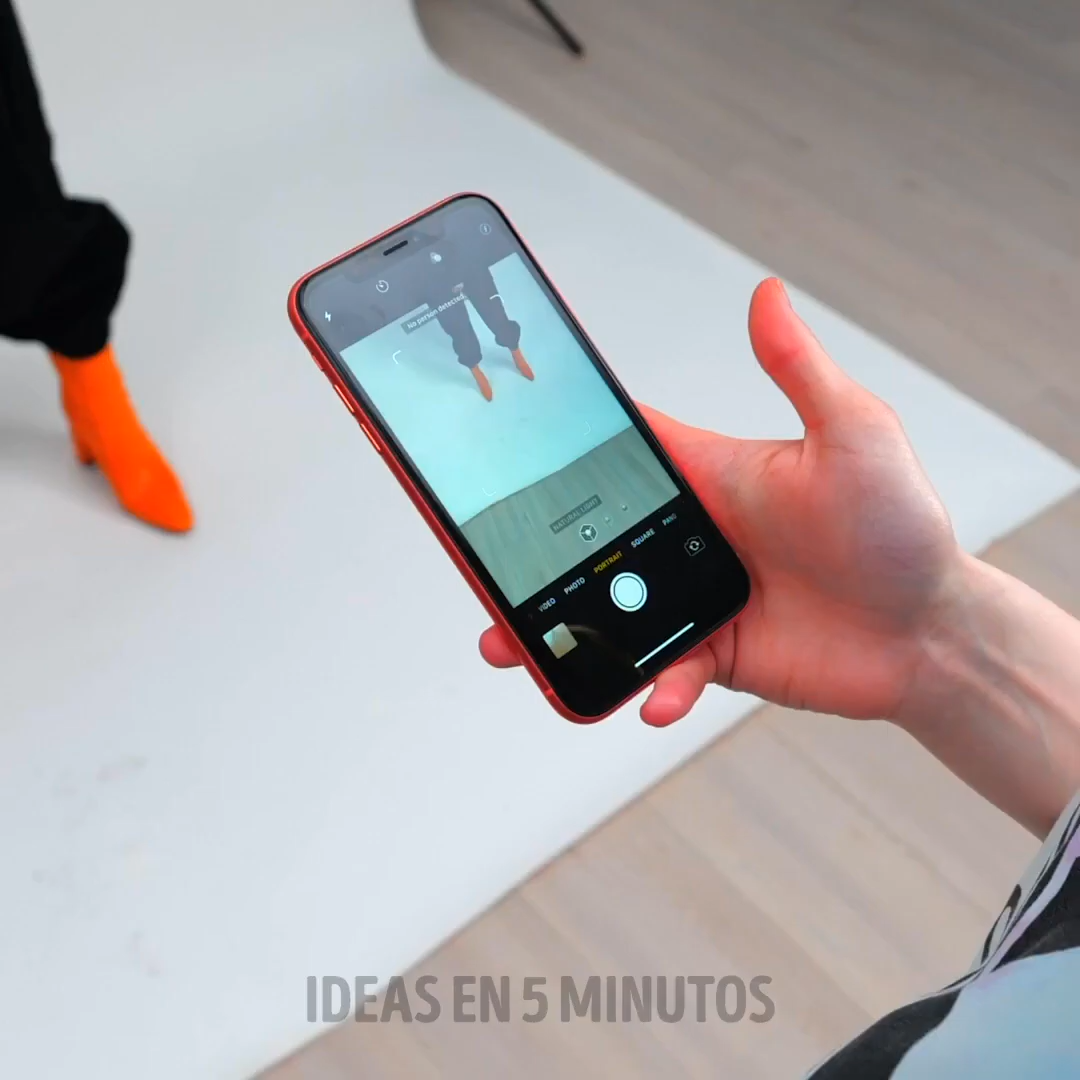 No person detected.
NATURAL LIGHT
VIDEO PHOTO PORTRAIT SQUARE PANO
IDEAS EN 5 MINUTOS